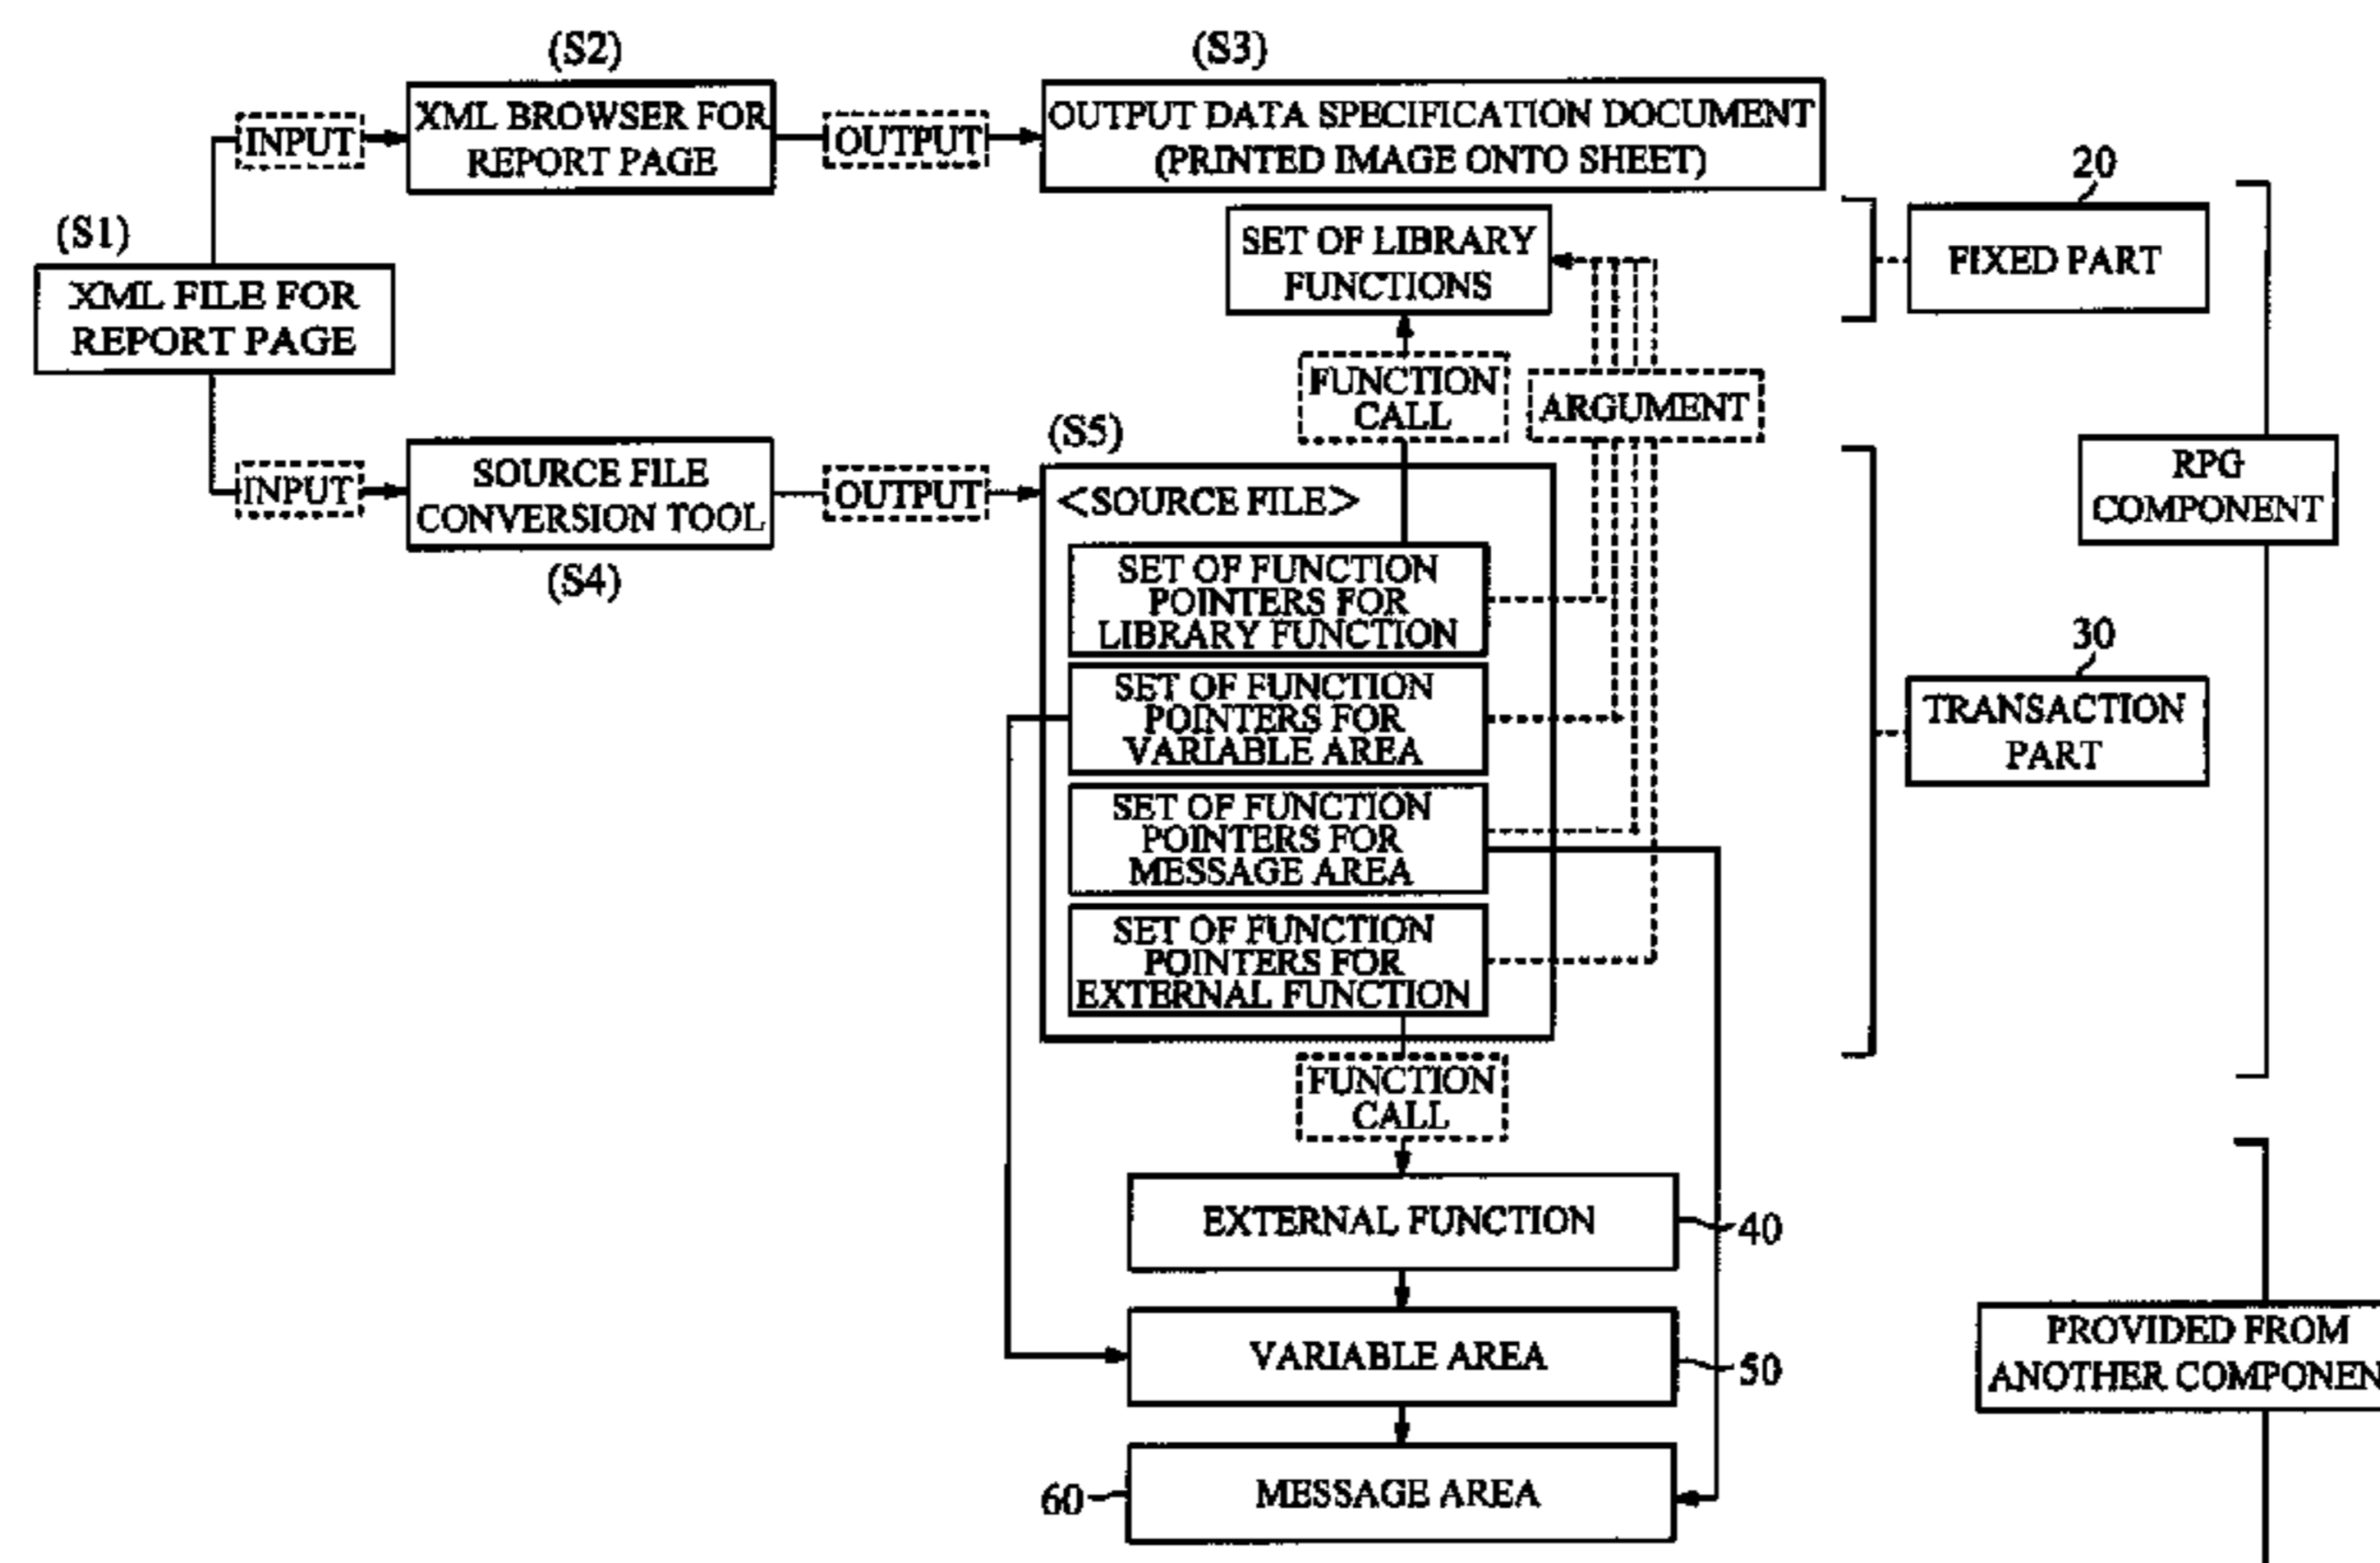 (S2)
(S3)
INPUT
XML BROWSER FOR
REPORT PAGE
OUTPUT
OUTPUT DATA SPECIFICATION DOCUMENT
(PRINTED IMAGE ONTO SHEET)
20
(S1)
XML FILE FOR
REPORT PAGE
SET OF LIBRARY
FUNCTIONS
FIXED PART
FUNCTION
CALL
ARGUMENT
(S5)
INPUT
SOURCE FILE
CONVERSION TOOL
(S4)
OUTPUT
<SOURCE FILE>
RPG
COMPONENT
SET OF FUNCTION
POINTERS FOR
LIBRARY FUNCTION
30
SET OF FUNCTION
POINTERS FOR
VARIABLE AREA
TRANSACTION
PART
SET OF FUNCTION
POINTERS FOR
MESSAGE AREA
SET OF FUNCTION
POINTERS FOR
EXTERNAL FUNCTION
FUNCTION
CALL
EXTERNAL FUNCTION
40
VARIABLE AREA
50
PROVIDED FROM
ANOTHER COMPONEN
60
MESSAGE AREA